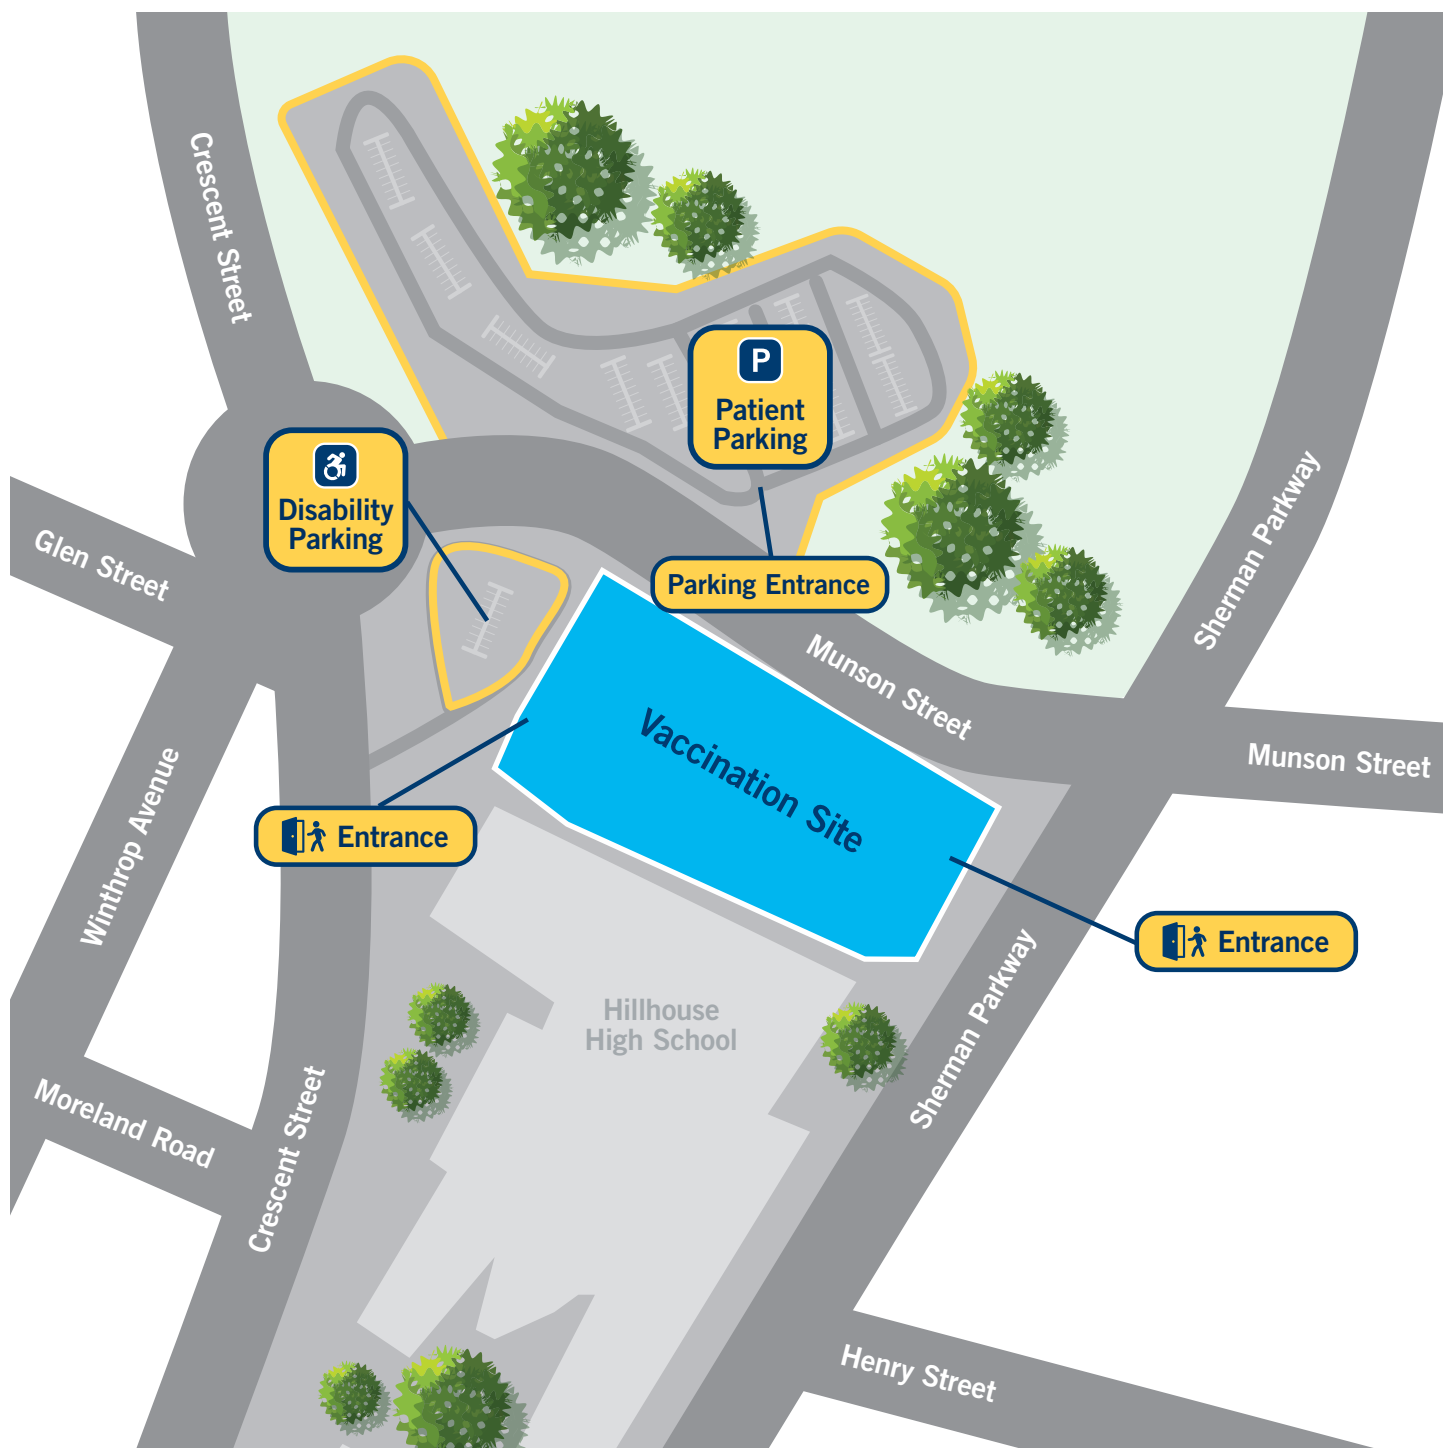 Crescent Street
P
Patient
Parking
Disability
Parking
Glen Street
Parking Entrance
Sherman Parkway
Munson Street
Munson Street
Vaccination Site
Winthrop Avenue
Entrance
Entrance
Hillhouse
High School
Sherman Parkway
Moreland Road
Crescent Street
Henry Street